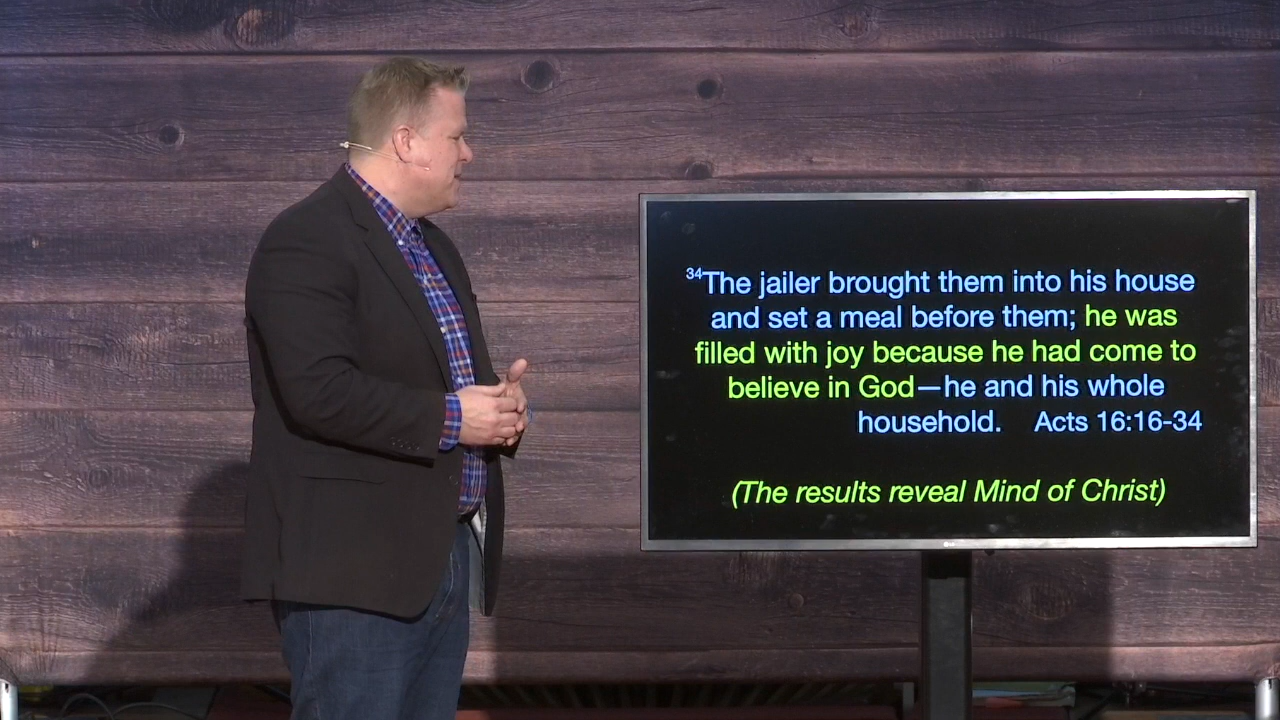 ³⁴The jailer brought them into his house
and set a meal before them; he was
filled with joy because he had come to
believe in God—he and his whole
household. Acts 16:16-34
(The results reveal Mind of Christ)